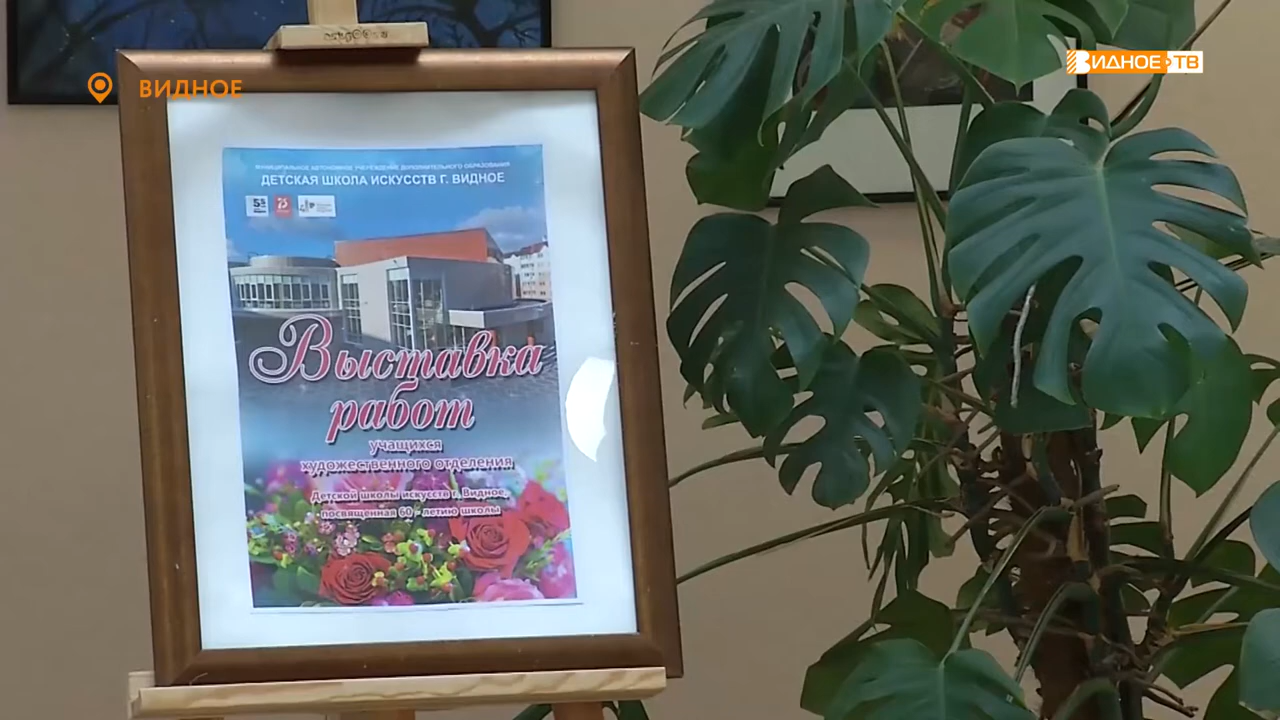 ВИДНОЕ
ВИДНОЕ ТВ
МУНИЦИПАЛЬНОЕ АВТОНОМНОЕ УЧРЕЖДЕНИЕ ДОПОЛНИТЕЛЬНОГО ОБРАЗОВАНИЯ
ДЕТСКАЯ ШКОЛА ИСКУССТВ Г. ВИДНОЕ
Выставка
работ
учащихся
художественного отделения
Детской школы искусств г. Видное,
посвященная 60 - летию школы